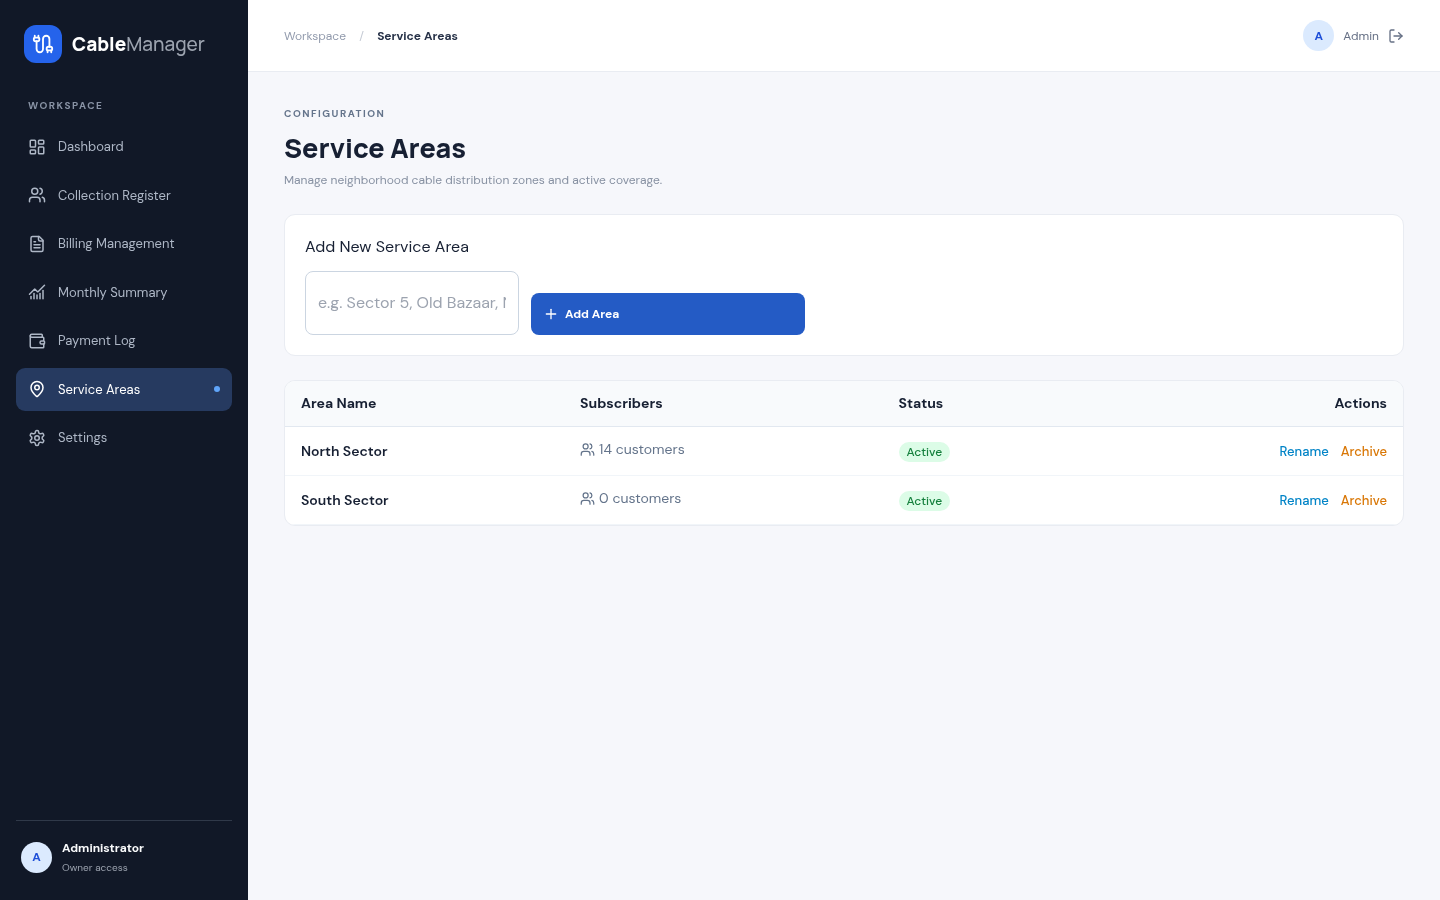 CableManager
WORKSPACE
Dashboard
Collection Register
Billing Management
Monthly Summary
Payment Log
Service Areas
Settings
A
Administrator
Owner access
Workspace / Service Areas
A Admin
CONFIGURATION
Service Areas
Manage neighborhood cable distribution zones and active coverage.
Add New Service Area
e.g. Sector 5, Old Bazaar,
Add Area
Area Name Subscribers Status Actions
North Sector 14 customers Active Rename Archive
South Sector 0 customers Active Rename Archive